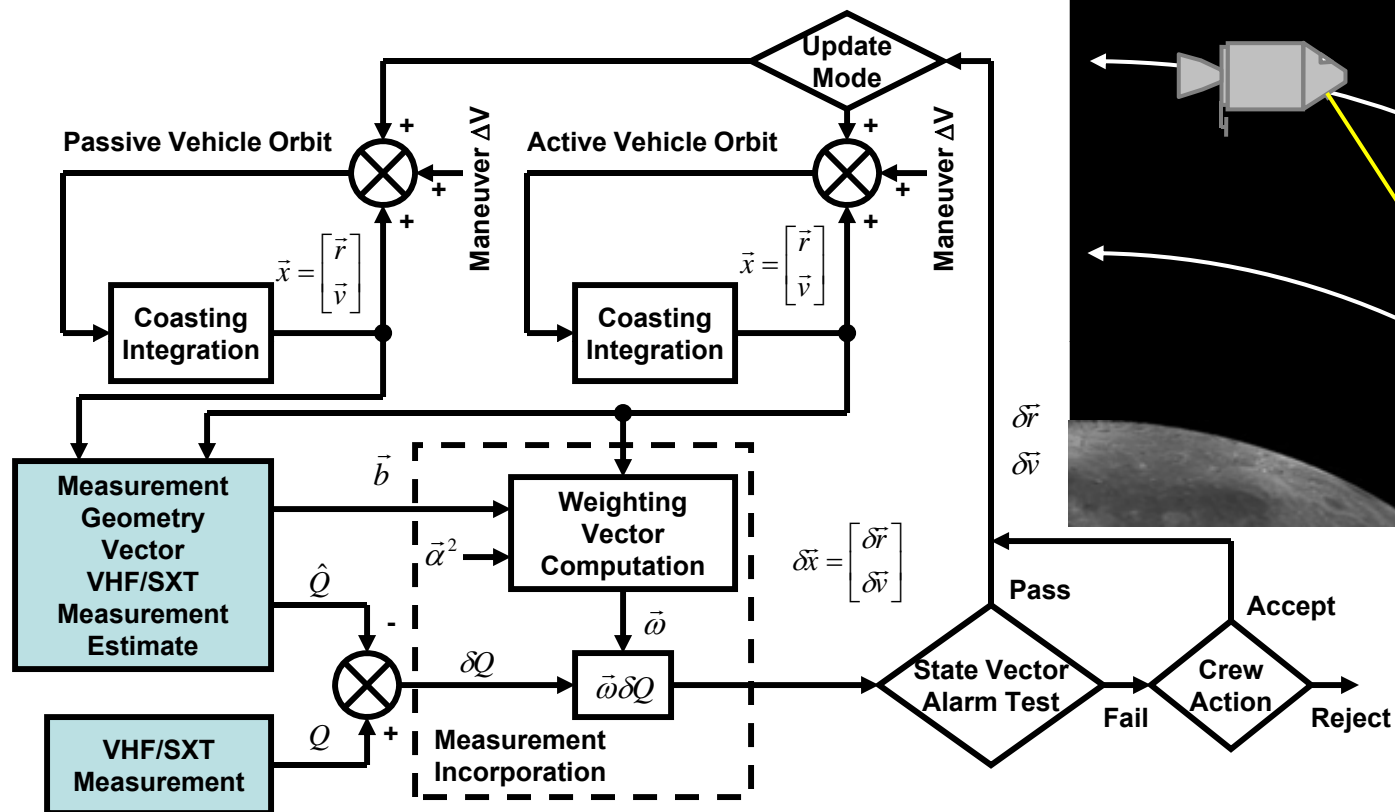 Update
Mode
+
+
Passive Vehicle Orbit
Active Vehicle Orbit
+
+
Maneuver ΔV
Maneuver ΔV
+
+
x⃗ = [r⃗ v⃗]
x⃗ = [r⃗ v⃗]
Coasting
Integration
Coasting
Integration
Measurement
Geometry
Vector
VHF/SXT
Measurement
Estimate
b⃗
α⃗²
Weighting
Vector
Computation
δr⃗
δv⃗
δx⃗ = [δr⃗ δv⃗]
Q̂
-
ω⃗
Pass
Accept
δQ
ω⃗δQ
State Vector
Alarm Test
Fail
Crew
Action
Reject
VHF/SXT
Measurement
Q
+
Measurement
Incorporation